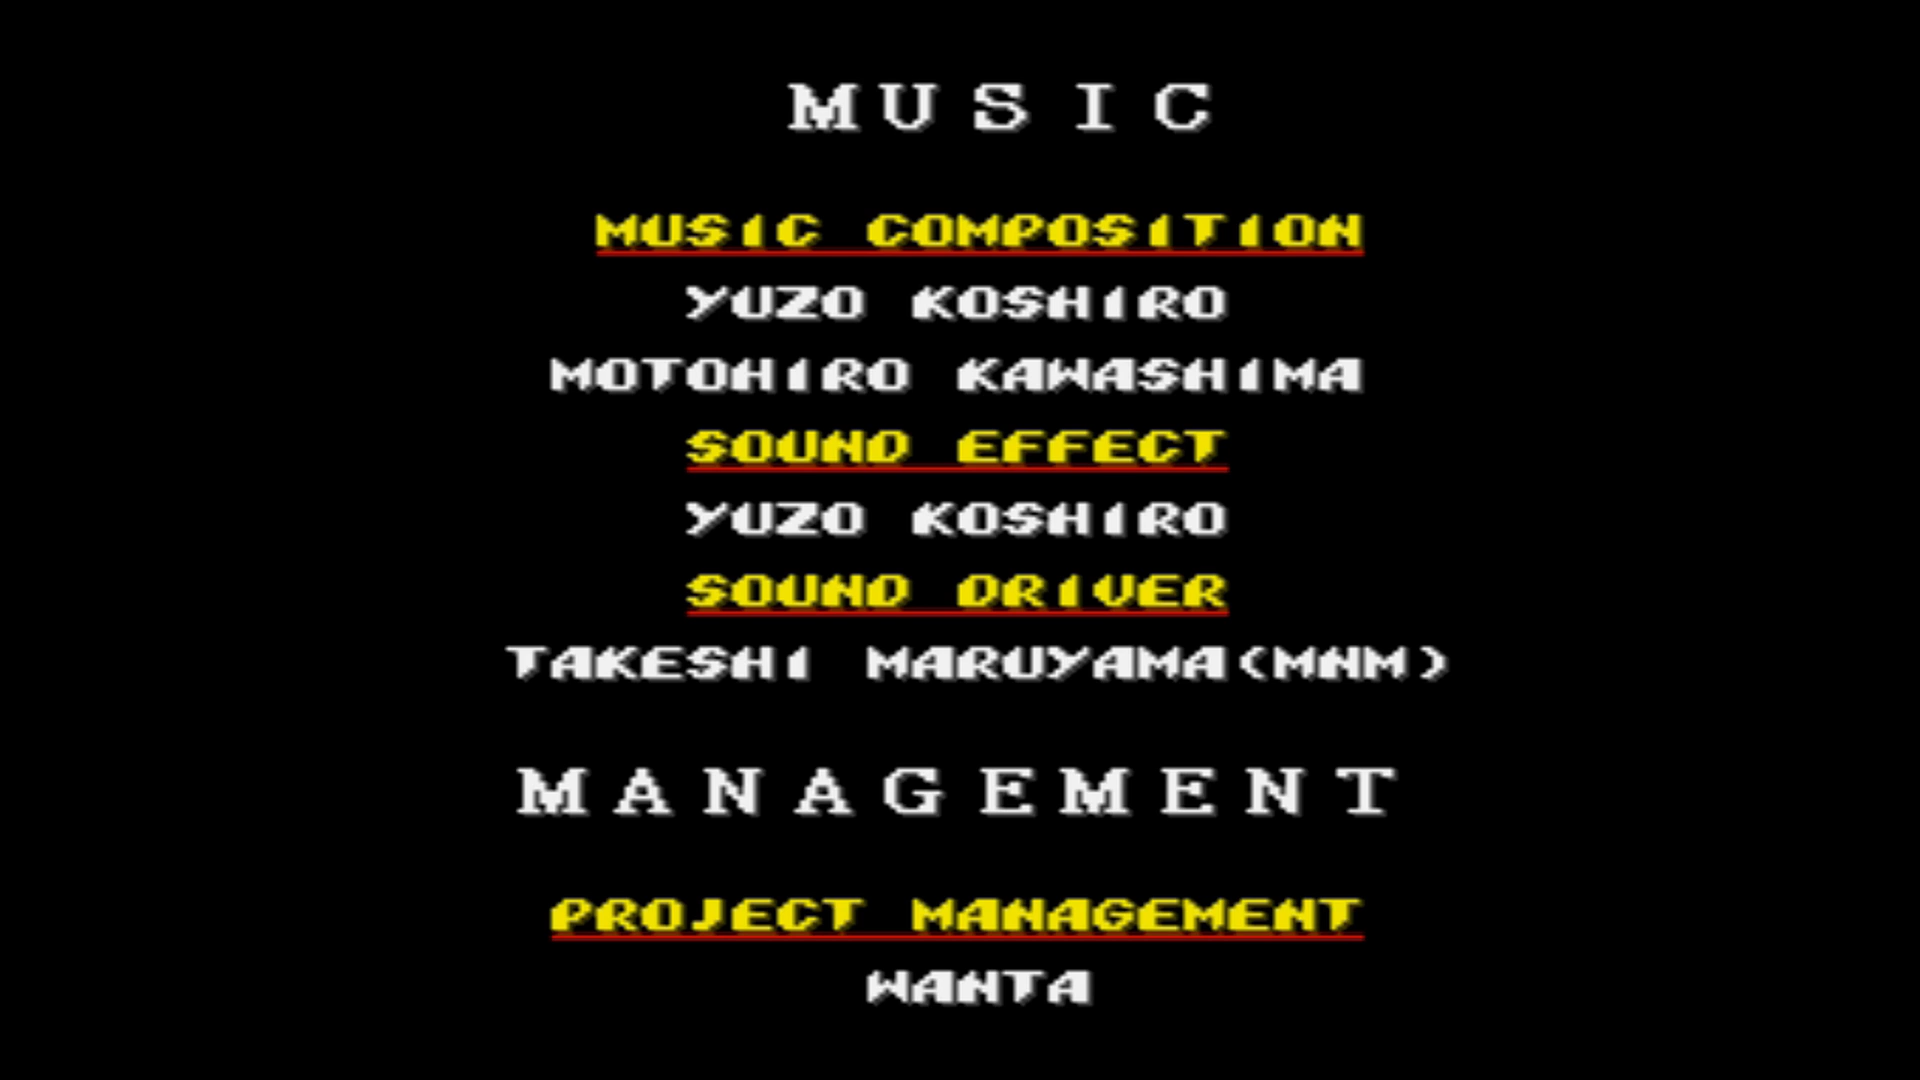 MUSIC
MUSIC COMPOSITION
YUZO KOSHIRO
MOTOHIRO KAWASHIMA
SOUND EFFECT
YUZO KOSHIRO
SOUND DRIVER
TAKESHI MARUYAMA(MNM)
MANAGEMENT
PROJECT MANAGEMENT
WANTA